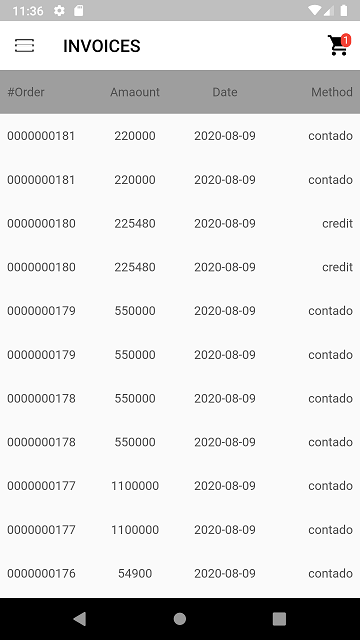 11:36
INVOICES
1
#Order Amaount Date Method
0000000181 220000 2020-08-09 contado
0000000181 220000 2020-08-09 contado
0000000180 225480 2020-08-09 credit
0000000180 225480 2020-08-09 credit
0000000179 550000 2020-08-09 contado
0000000179 550000 2020-08-09 contado
0000000178 550000 2020-08-09 contado
0000000178 550000 2020-08-09 contado
0000000177 1100000 2020-08-09 contado
0000000177 1100000 2020-08-09 contado
0000000176 54900 2020-08-09 contado